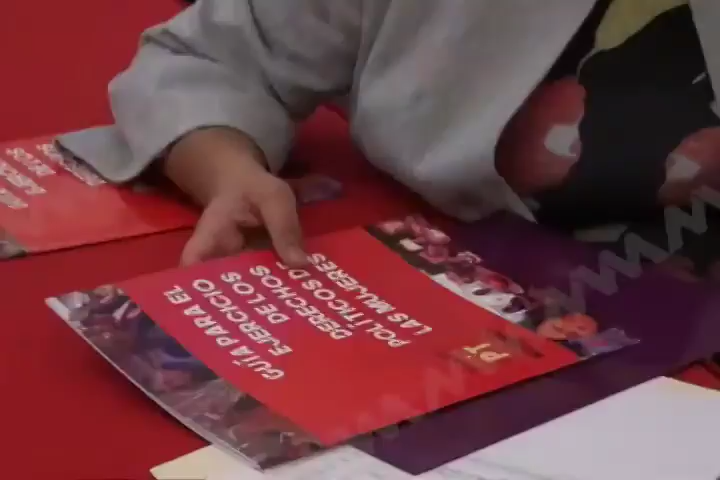 GUÍA PARA EL
EJERCICIO
DE LOS
DERECHOS
POLÍTICOS DE
LAS MUJERES
PT